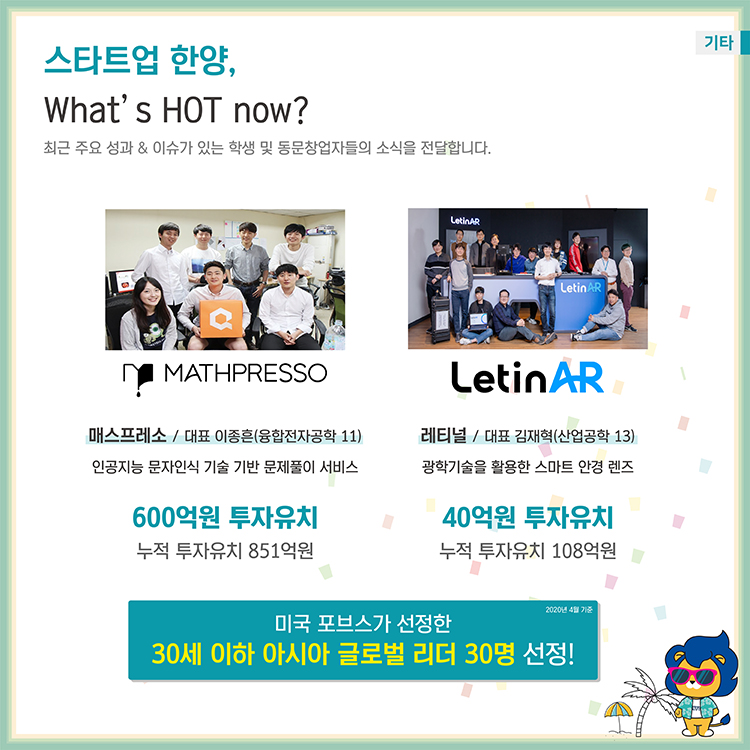 기타
스타트업 한양,
What's HOT now?
최근 주요 성과 & 이슈가 있는 학생 및 동문창업자들의 소식을 전달합니다.
LetinAR
LetinAR
MATHPRESSO
LetinAR
매스프레소 / 대표 이종흔(융합전자공학 11)
레티널 / 대표 김재혁(산업공학 13)
인공지능 문자인식 기술 기반 문제풀이 서비스
광학기술을 활용한 스마트 안경 렌즈
600억원 투자유치
40억원 투자유치
누적 투자유치 851억원
누적 투자유치 108억원
2020년 4월 기준
미국 포브스가 선정한
30세 이하 아시아 글로벌 리더 30명 선정!